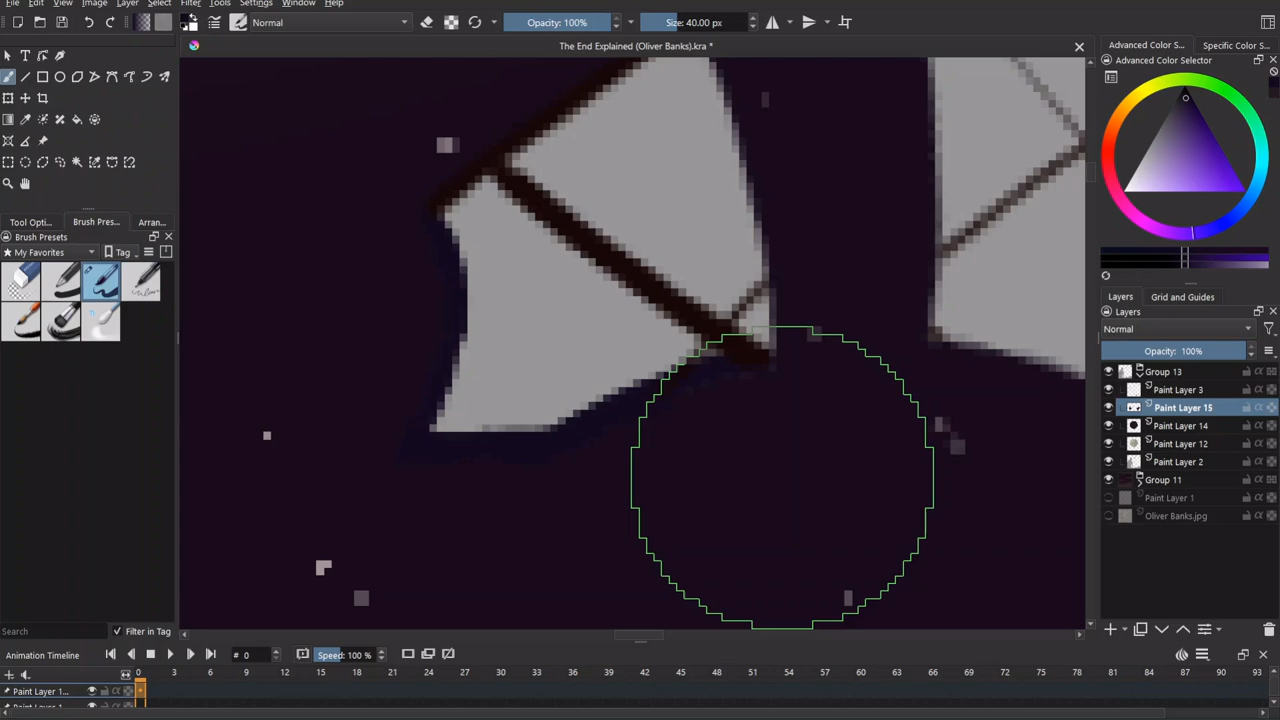 File Edit View Image Layer Select Filter Tools Settings Window Help
Normal Opacity: 100% Size: 40.00 px
The End Explained (Oliver Banks).kra *
Tool Opti... Brush Pres... Arran...
Brush Presets
My Favorites Tag
Search Filter in Tag
Advanced Color S... Specific Color S...
Advanced Color Selector
Layers Grid and Guides
Layers
Normal
Opacity: 100%
Group 13
Paint Layer 3
Paint Layer 15
Paint Layer 14
Paint Layer 12
Paint Layer 2
Group 11
Paint Layer 1
Oliver Banks.jpg
Animation Timeline # 0 Speed: 100 %
0 3 6 9 12 15 18 21 24 27 30 33 36 39 42 45 48 51 54 57 60 63 66 69 72 75 78 81 84 87 90 93
Paint Layer 1...